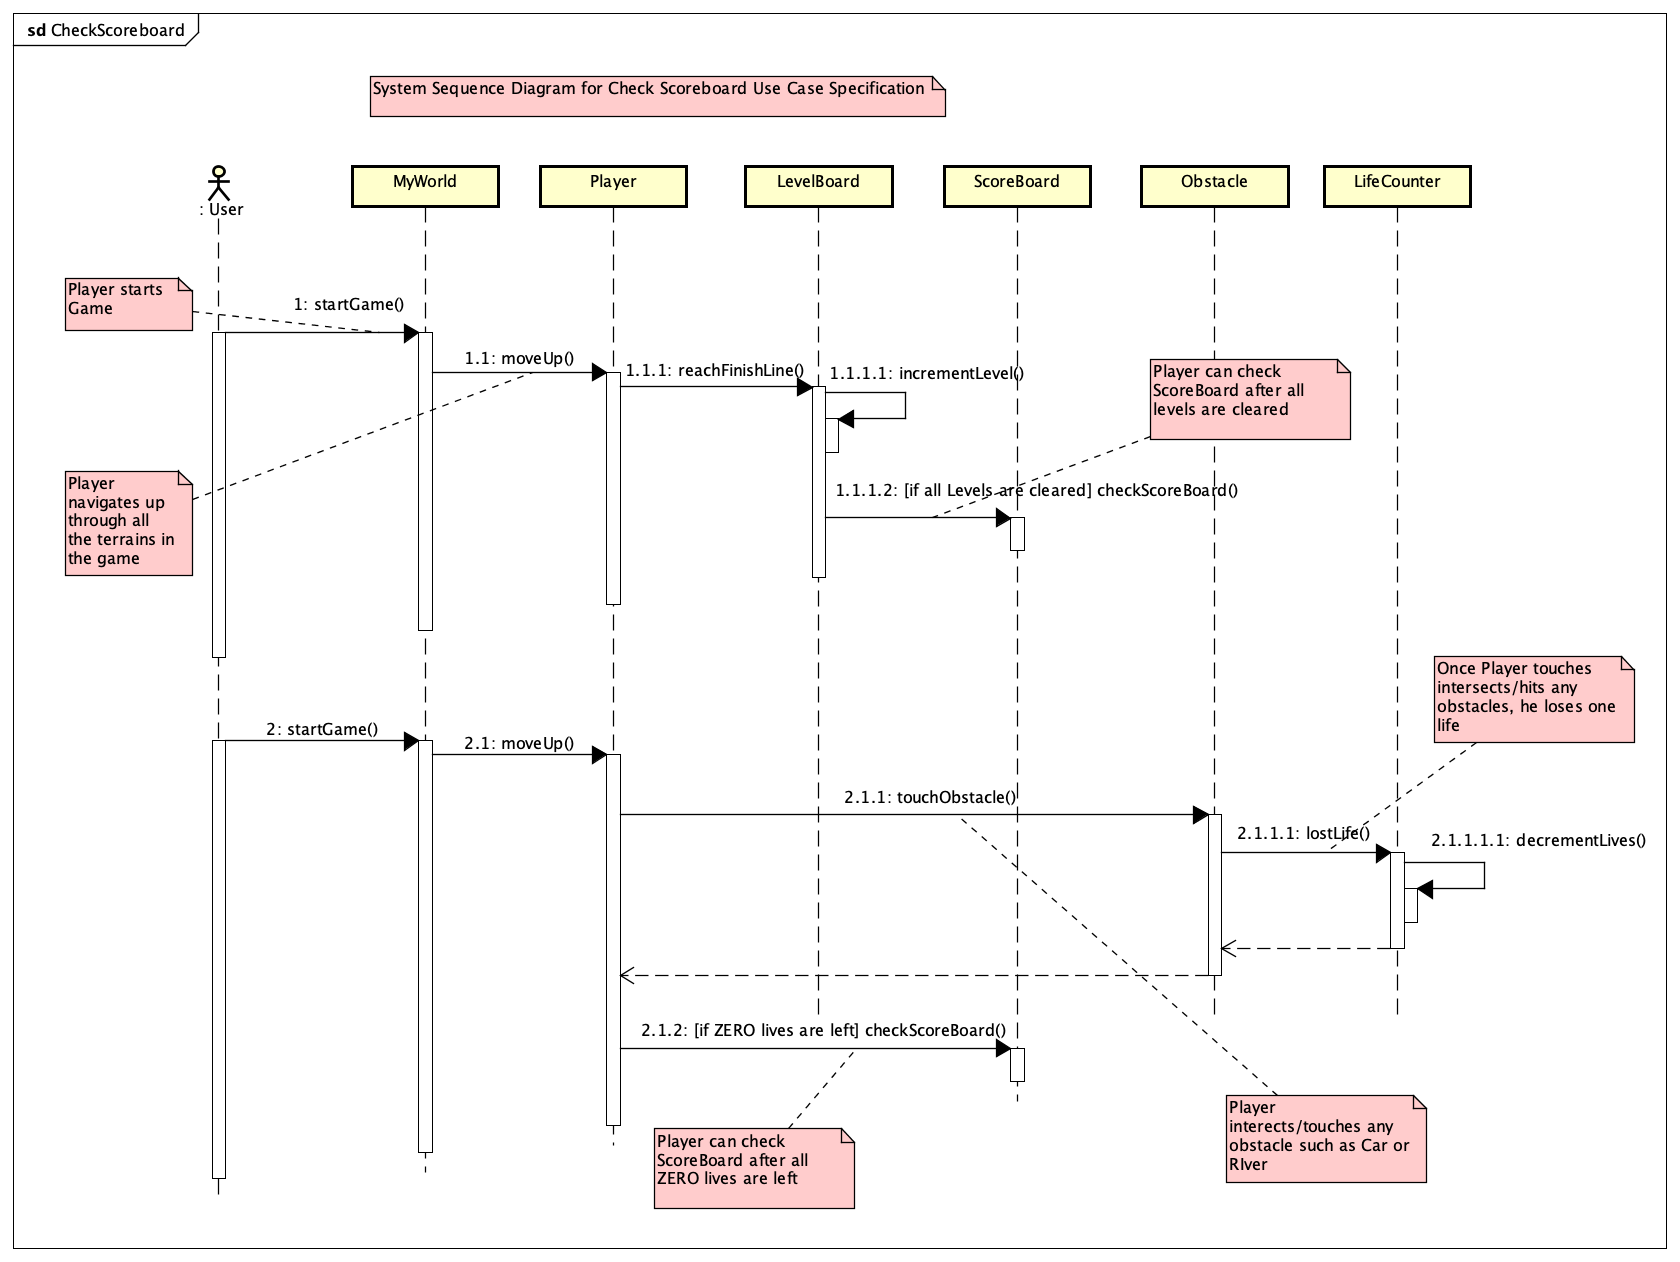 sd CheckScoreboard
System Sequence Diagram for Check Scoreboard Use Case Specification
: User
MyWorld
Player
LevelBoard
ScoreBoard
Obstacle
LifeCounter
Player starts
Game
1: startGame()
1.1: moveUp()
1.1.1: reachFinishLine()
1.1.1.1: incrementLevel()
Player can check
ScoreBoard after all
levels are cleared
Player
navigates up
through all
the terrains in
the game
1.1.1.2: [if all Levels are cleared] checkScoreBoard()
Once Player touches
intersects/hits any
obstacles, he loses one
life
2: startGame()
2.1: moveUp()
2.1.1: touchObstacle()
2.1.1.1: lostLife()
2.1.1.1.1: decrementLives()
2.1.2: [if ZERO lives are left] checkScoreBoard()
Player can check
ScoreBoard after all
ZERO lives are left
Player
interects/touches any
obstacle such as Car or
RIver